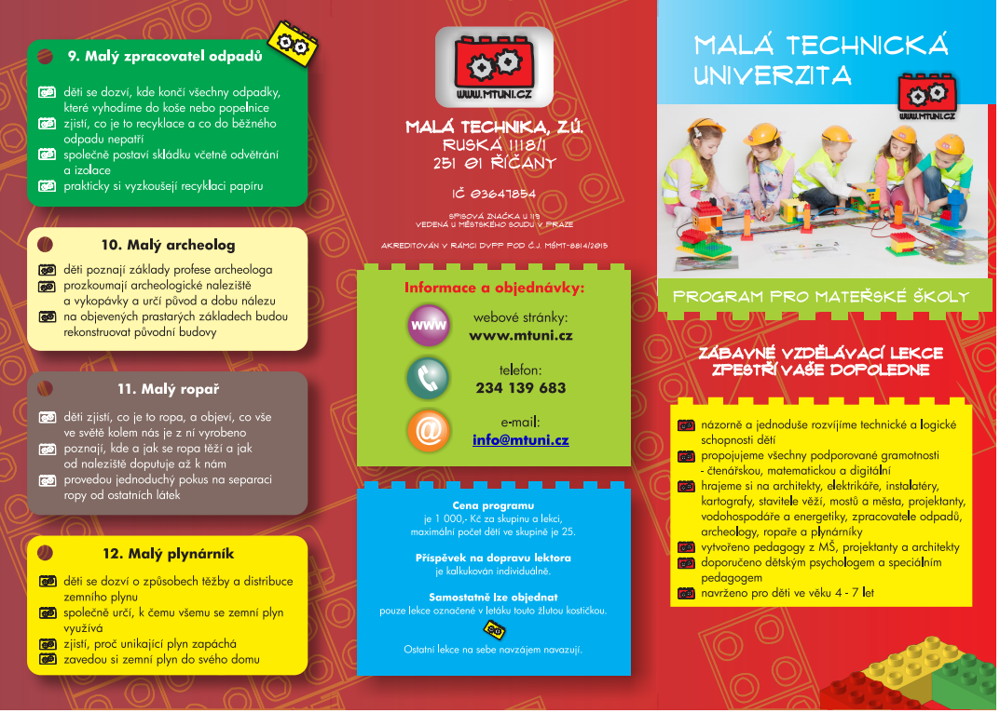 9. Malý zpracovatel odpadů
děti se dozví, kde končí všechny odpadky,
které vyhodíme do koše nebo popelnice
zjistí, co je to recyklace a co do běžného
odpadu nepatří
společně postaví skládku včetně odvětrání
a izolace
prakticky si vyzkoušejí recyklaci papíru
10. Malý archeolog
děti poznají základy profese archeologa
prozkoumají archeologické naleziště
a vykopávky a určí původ a dobu nálezu
na objevených prastarých základech budou
rekonstruovat původní budovy
11. Malý ropař
děti zjistí, co je to ropa, a objeví, co vše
ve světě kolem nás je z ní vyrobeno
poznají, kde a jak se ropa těží a jak
od naleziště doputuje až k nám
provedou jednoduchý pokus na separaci
ropy od ostatních látek
12. Malý plynárník
děti se dozví o způsobech těžby a distribuce
zemního plynu
společně určí, k čemu všemu se zemní plyn
využívá
zjistí, proč unikající plyn zapáchá
zavedou si zemní plyn do svého domu
WWW.MTUNI.CZ
MALÁ TECHNIKA, Z.Ú.
RUSKÁ 1118/1
251 01 ŘÍČANY
IČ 03647854
SPISOVÁ ZNAČKA U 113
VEDENÁ U MĚSTSKÉHO SOUDU V PRAZE
AKREDITOVÁN V RÁMCI DVPP POD Č.J. MŠMT-8814/2015
Informace a objednávky:
www
webové stránky:
www.mtuni.cz
telefon:
234 139 683
@
e-mail:
info@mtuni.cz
Cena programu
je 1 000,- Kč za skupinu a lekci,
maximální počet dětí ve skupině je 25.
Příspěvek na dopravu lektora
je kalkukován individuálně.
Samostatně lze objednat
pouze lekce označené v letáku touto žlutou kostičkou.
Ostatní lekce na sebe navzájem navazují.
MALÁ TECHNICKÁ
UNIVERZITA
WWW.MTUNI.CZ
PROGRAM PRO MATEŘSKÉ ŠKOLY
ZÁBAVNÉ VZDĚLÁVACÍ LEKCE
ZPESTŘÍ VAŠE DOPOLEDNE
názorně a jednoduše rozvíjíme technické a logické
schopnosti dětí
propojujeme všechny podporované gramotnosti
- čtenářskou, matematickou a digitální
hrajeme si na architekty, elektrikáře, instalatéry,
kartografy, stavitele věží, mostů a města, projektanty,
vodohospodáře a energetiky, zpracovatele odpadů,
archeology, ropaře a plynárníky
vytvořeno pedagogy z MŠ, projektanty a architekty
doporučeno dětským psychologem a speciálním
pedagogem
navrženo pro děti ve věku 4 - 7 let